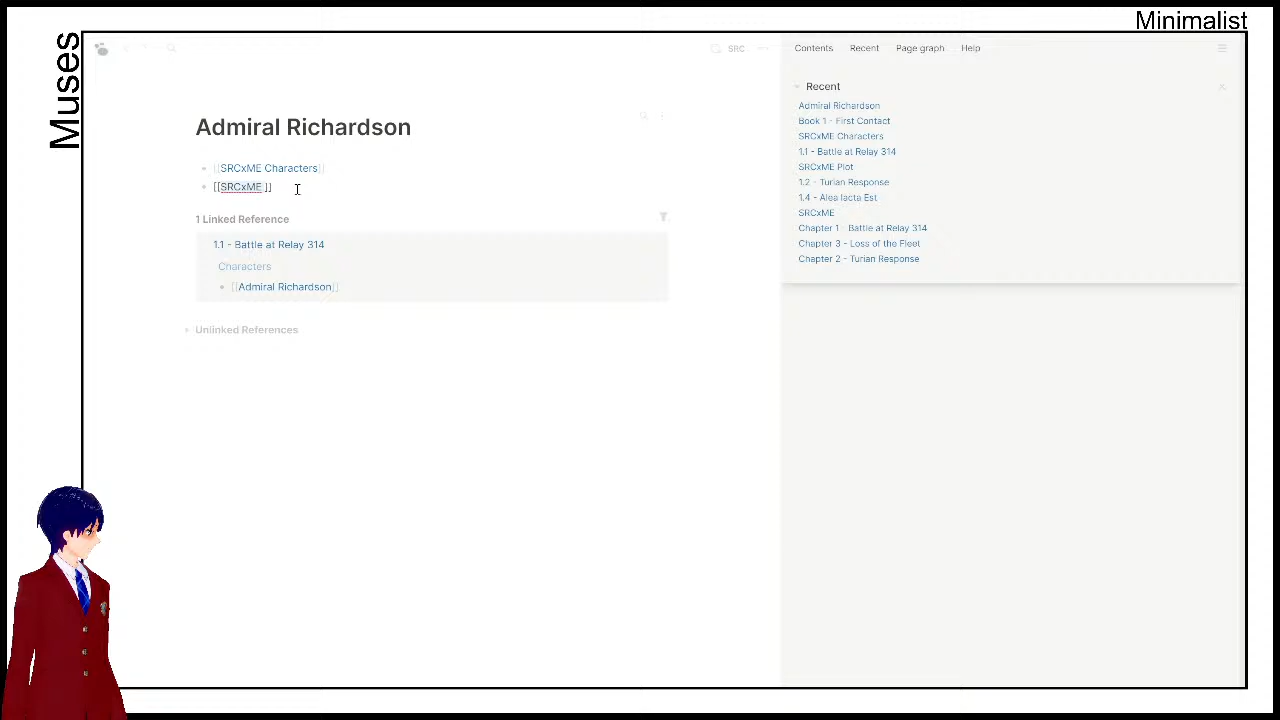 Minimalist
Muses
SRC
Contents Recent Page graph Help
Admiral Richardson
[[SRCxME Characters]]
[[SRCxME ]]
1 Linked Reference
1.1 - Battle at Relay 314
Characters
[[Admiral Richardson]]
Unlinked References
Recent
Admiral Richardson
Book 1 - First Contact
SRCxME Characters
1.1 - Battle at Relay 314
SRCxME Plot
1.2 - Turian Response
1.4 - Alea Iacta Est
SRCxME
Chapter 1 - Battle at Relay 314
Chapter 3 - Loss of the Fleet
Chapter 2 - Turian Response